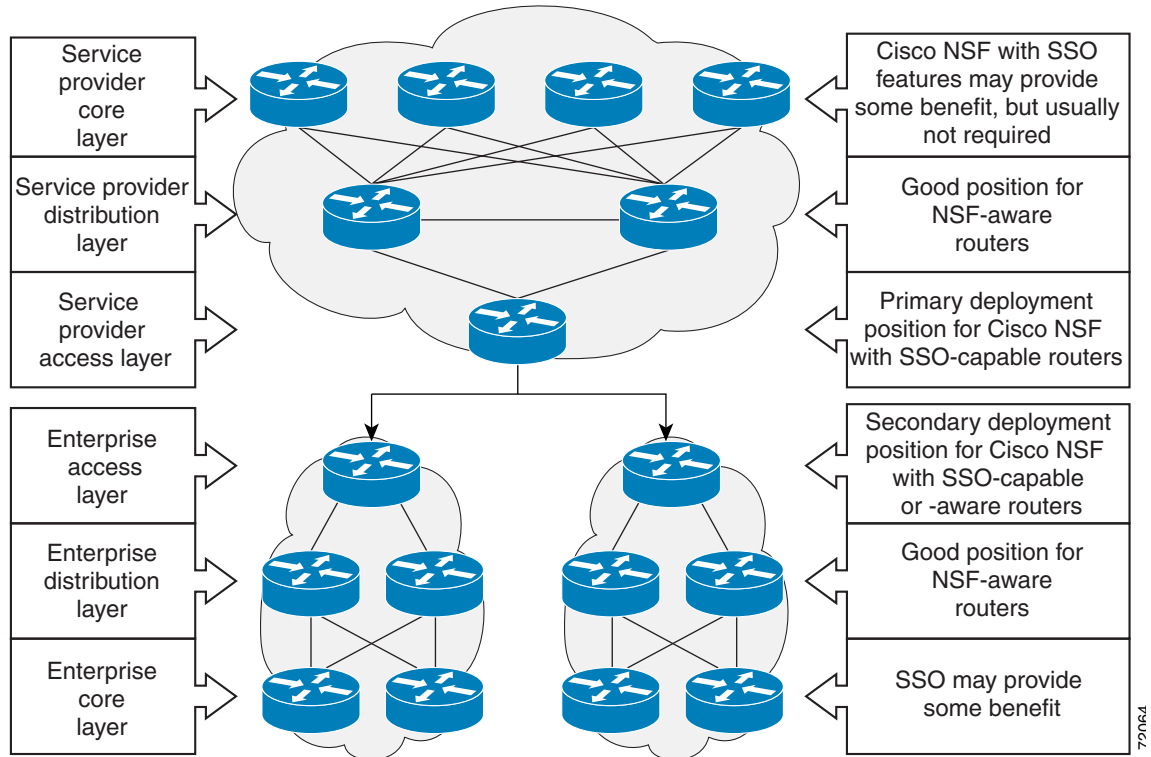 Service
provider
core
layer
Cisco NSF with SSO
features may provide
some benefit, but usually
not required
Service provider
distribution
layer
Good position for
NSF-aware
routers
Service
provider
access layer
Primary deployment
position for Cisco NSF
with SSO-capable routers
Enterprise
access
layer
Secondary deployment
position for Cisco NSF
with SSO-capable
or -aware routers
Enterprise
distribution
layer
Good position for
NSF-aware
routers
Enterprise
core
layer
SSO may provide
some benefit
72064